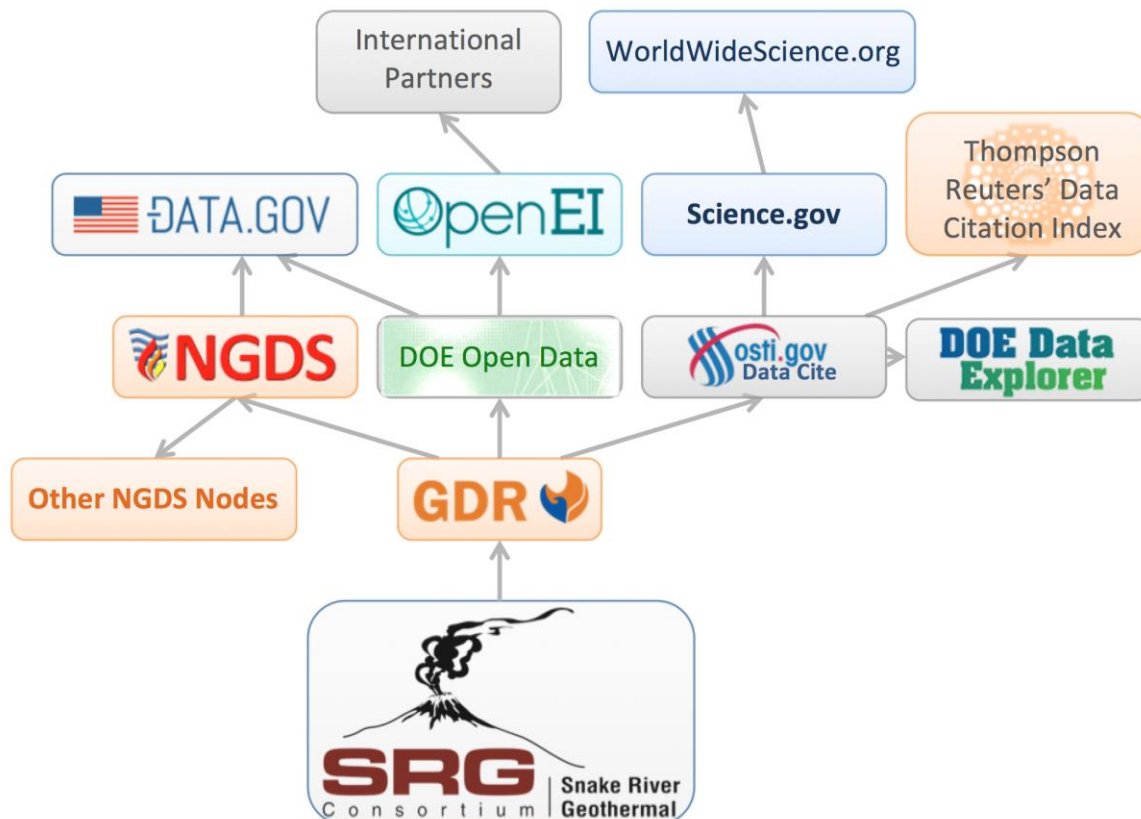 International
Partners
WorldWideScience.org
DATA.GOV
OpenEI
Science.gov
Thompson
Reuters’ Data
Citation Index
NGDS
DOE Open Data
osti.gov
Data Cite
DOE Data
Explorer
Other NGDS Nodes
GDR
SRG
Consortium
Snake River
Geothermal